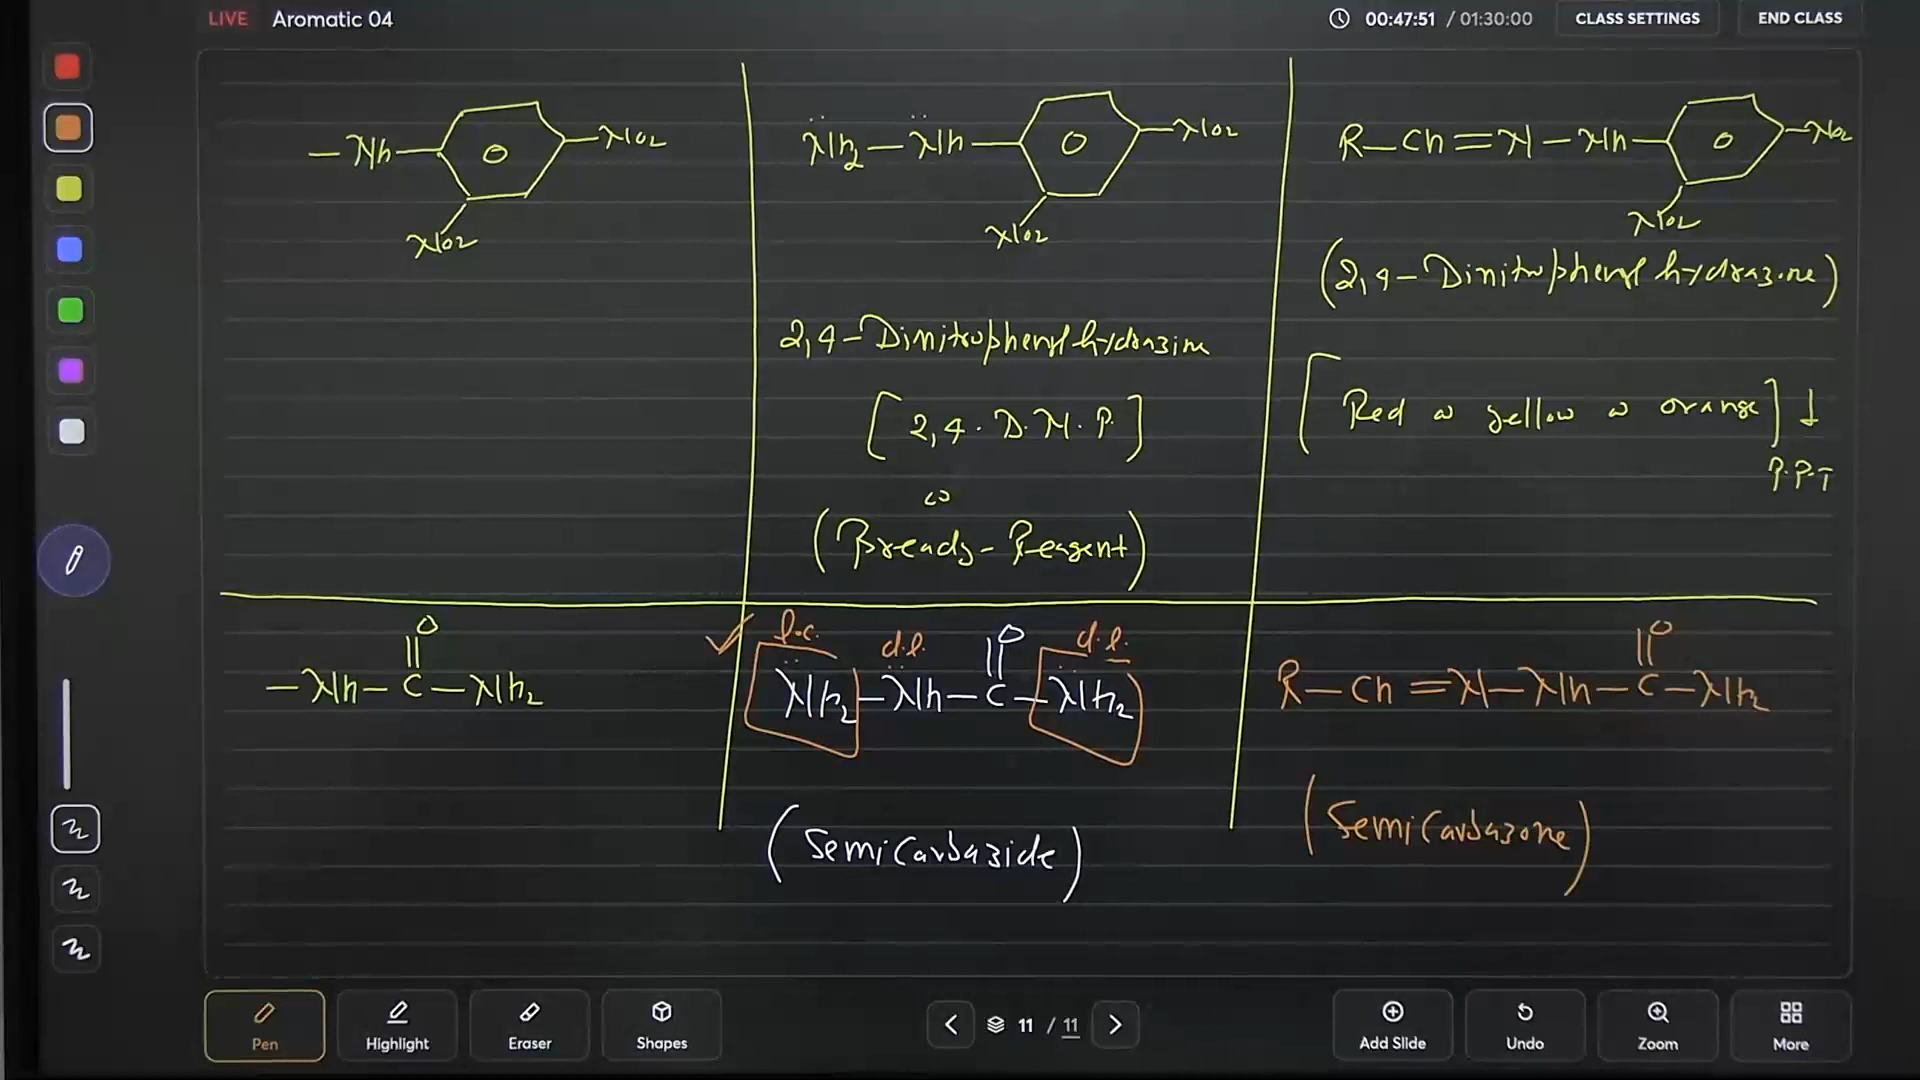 LIVE Aromatic 04
00:47:51 / 01:30:00
CLASS SETTINGS
END CLASS
—Nh— NO2
NO2
Nh2—Nh— NO2
NO2
2,4-Dinitrophenyl hydrazine
[2,4.D.N.P.]
or
(Bready-Reagent)
R—Ch=N—Nh— NO2
NO2
(2,4-Dinitrophenyl hydrazine)
[Red or yellow or orange] ↓
P.P.T
—Nh—C—Nh2
O
l.c. d.l. O d.l.
Nh2—Nh—C—Nh2
(Semicarbazide)
O
R—Ch=N—Nh—C—Nh2
(Semicarbazone)
Pen
Highlight
Eraser
Shapes
11 / 11
Add Slide
Undo
Zoom
More